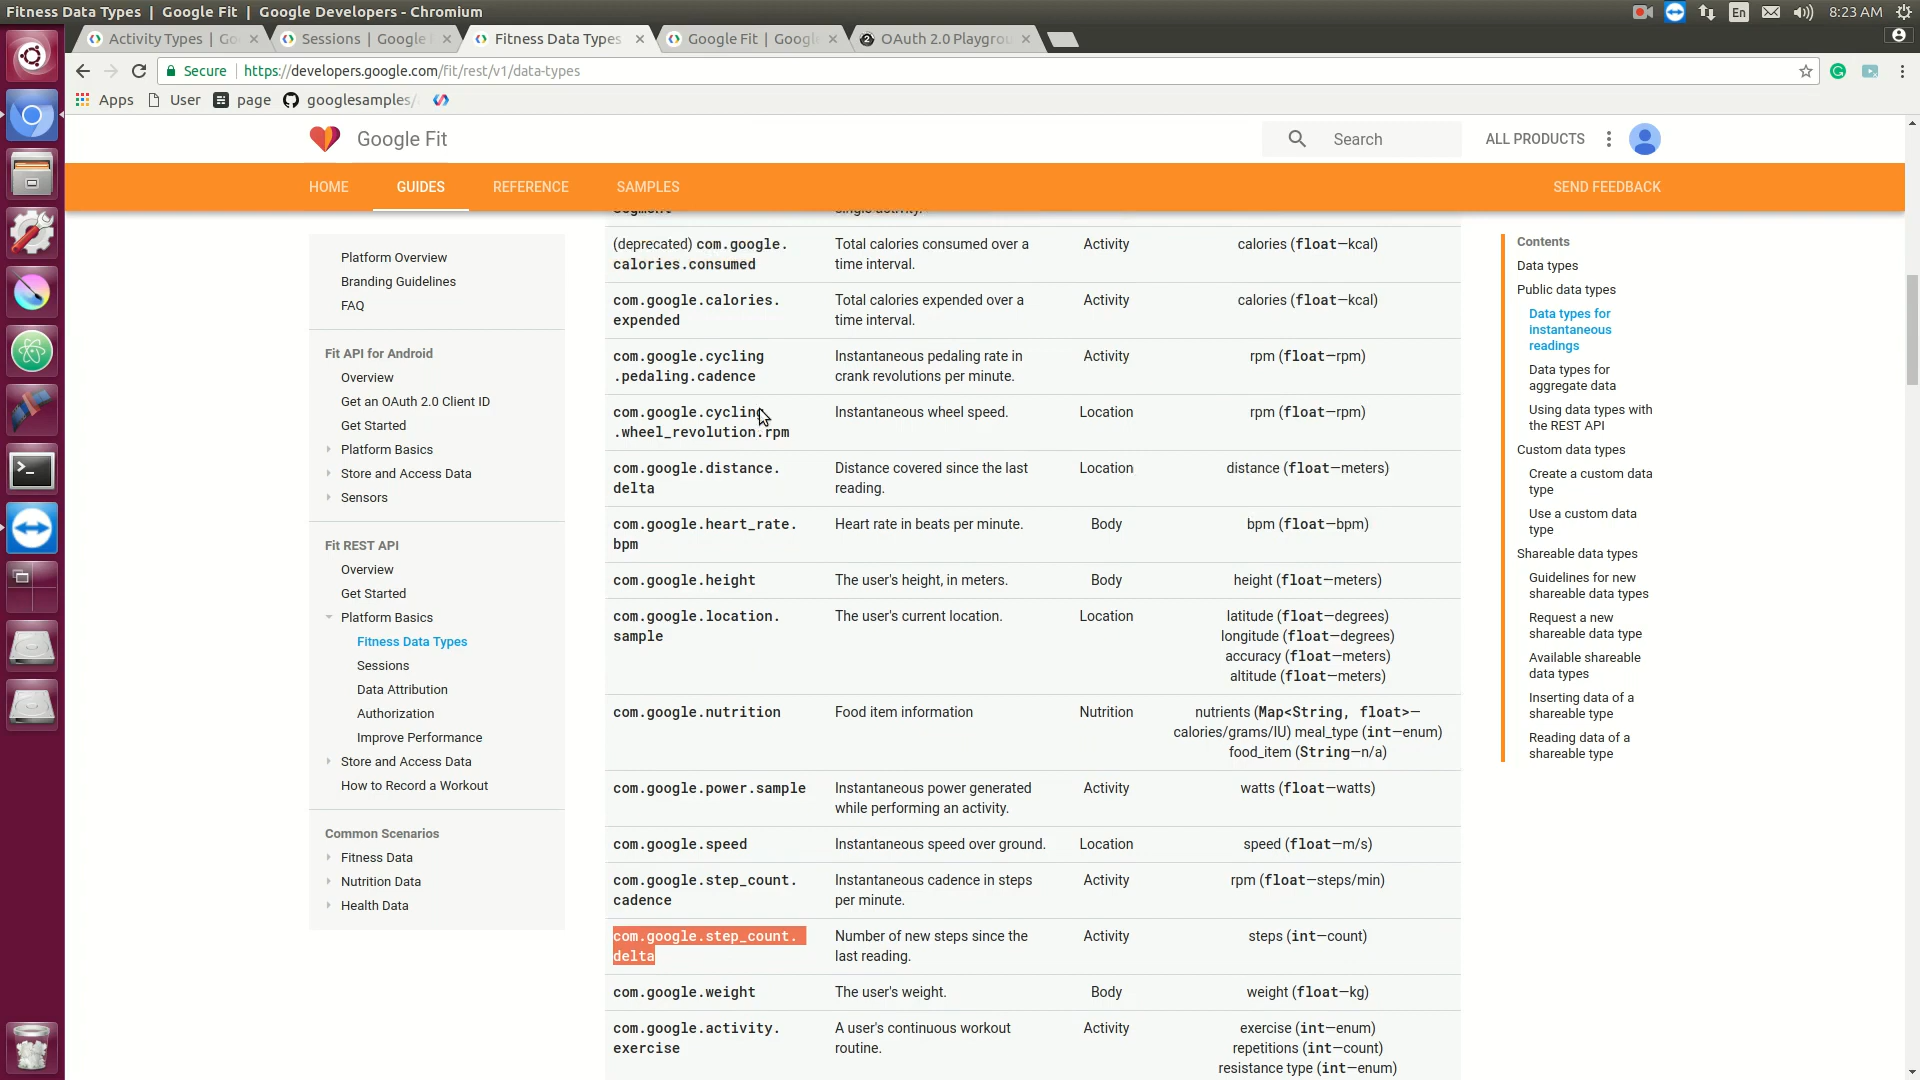 Fitness Data Types | Google Fit | Google Developers - Chromium
En
8:23 AM
Activity Types | Go
Sessions | Google
Fitness Data Types
Google Fit | Googl
OAuth 2.0 Playgrou
Secure
https://developers.google.com/fit/rest/v1/data-types
Apps
User
page
googlesamples/
Google Fit
Search
ALL PRODUCTS
HOME
GUIDES
REFERENCE
SAMPLES
SEND FEEDBACK
Platform Overview
Branding Guidelines
FAQ
Fit API for Android
Overview
Get an OAuth 2.0 Client ID
Get Started
Platform Basics
Store and Access Data
Sensors
Fit REST API
Overview
Get Started
Platform Basics
Fitness Data Types
Sessions
Data Attribution
Authorization
Improve Performance
Store and Access Data
How to Record a Workout
Common Scenarios
Fitness Data
Nutrition Data
Health Data
segment
single activity.
(deprecated) com.google.
calories.consumed
Total calories consumed over a
time interval.
Activity
calories (float—kcal)
com.google.calories.
expended
Total calories expended over a
time interval.
Activity
calories (float—kcal)
com.google.cycling
.pedaling.cadence
Instantaneous pedaling rate in
crank revolutions per minute.
Activity
rpm (float—rpm)
com.google.cycling
.wheel_revolution.rpm
Instantaneous wheel speed.
Location
rpm (float—rpm)
com.google.distance.
delta
Distance covered since the last
reading.
Location
distance (float—meters)
com.google.heart_rate.
bpm
Heart rate in beats per minute.
Body
bpm (float—bpm)
com.google.height
The user's height, in meters.
Body
height (float—meters)
com.google.location.
sample
The user's current location.
Location
latitude (float—degrees)
longitude (float—degrees)
accuracy (float—meters)
altitude (float—meters)
com.google.nutrition
Food item information
Nutrition
nutrients (Map<String, float>—
calories/grams/IU) meal_type (int—enum)
food_item (String—n/a)
com.google.power.sample
Instantaneous power generated
while performing an activity.
Activity
watts (float—watts)
com.google.speed
Instantaneous speed over ground.
Location
speed (float—m/s)
com.google.step_count.
cadence
Instantaneous cadence in steps
per minute.
Activity
rpm (float—steps/min)
com.google.step_count.
delta
Number of new steps since the
last reading.
Activity
steps (int—count)
com.google.weight
The user's weight.
Body
weight (float—kg)
com.google.activity.
exercise
A user's continuous workout
routine.
Activity
exercise (int—enum)
repetitions (int—count)
resistance type (int—enum)
Contents
Data types
Public data types
Data types for
instantaneous
readings
Data types for
aggregate data
Using data types with
the REST API
Custom data types
Create a custom data
type
Use a custom data
type
Shareable data types
Guidelines for new
shareable data types
Request a new
shareable data type
Available shareable
data types
Inserting data of a
shareable type
Reading data of a
shareable type